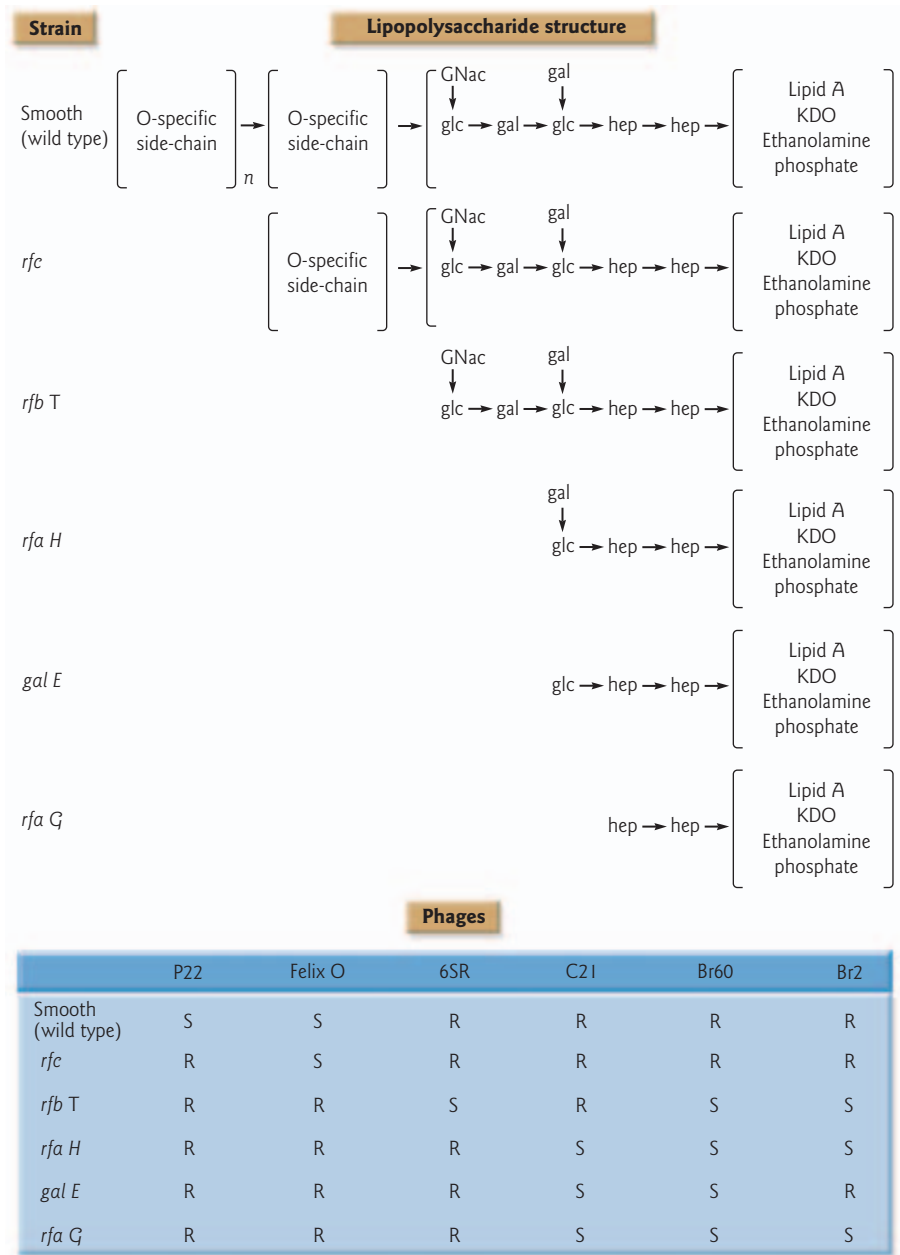 Strain Lipopolysaccharide structure
GNac gal
Smooth (wild type) O-specific side-chain n → O-specific side-chain → glc → gal → glc → hep → hep → Lipid A KDO Ethanolamine phosphate
GNac gal
rfc O-specific side-chain → glc → gal → glc → hep → hep → Lipid A KDO Ethanolamine phosphate
GNac gal
rfb T glc → gal → glc → hep → hep → Lipid A KDO Ethanolamine phosphate
gal
rfa H glc → hep → hep → Lipid A KDO Ethanolamine phosphate
gal E glc → hep → hep → Lipid A KDO Ethanolamine phosphate
rfa G hep → hep → Lipid A KDO Ethanolamine phosphate
Phages
P22 Felix O 6SR C21 Br60 Br2
Smooth (wild type) S S R R R R
rfc R S R R R R
rfb T R R S R S S
rfa H R R R S S S
gal E R R R S S R
rfa G R R R S S S